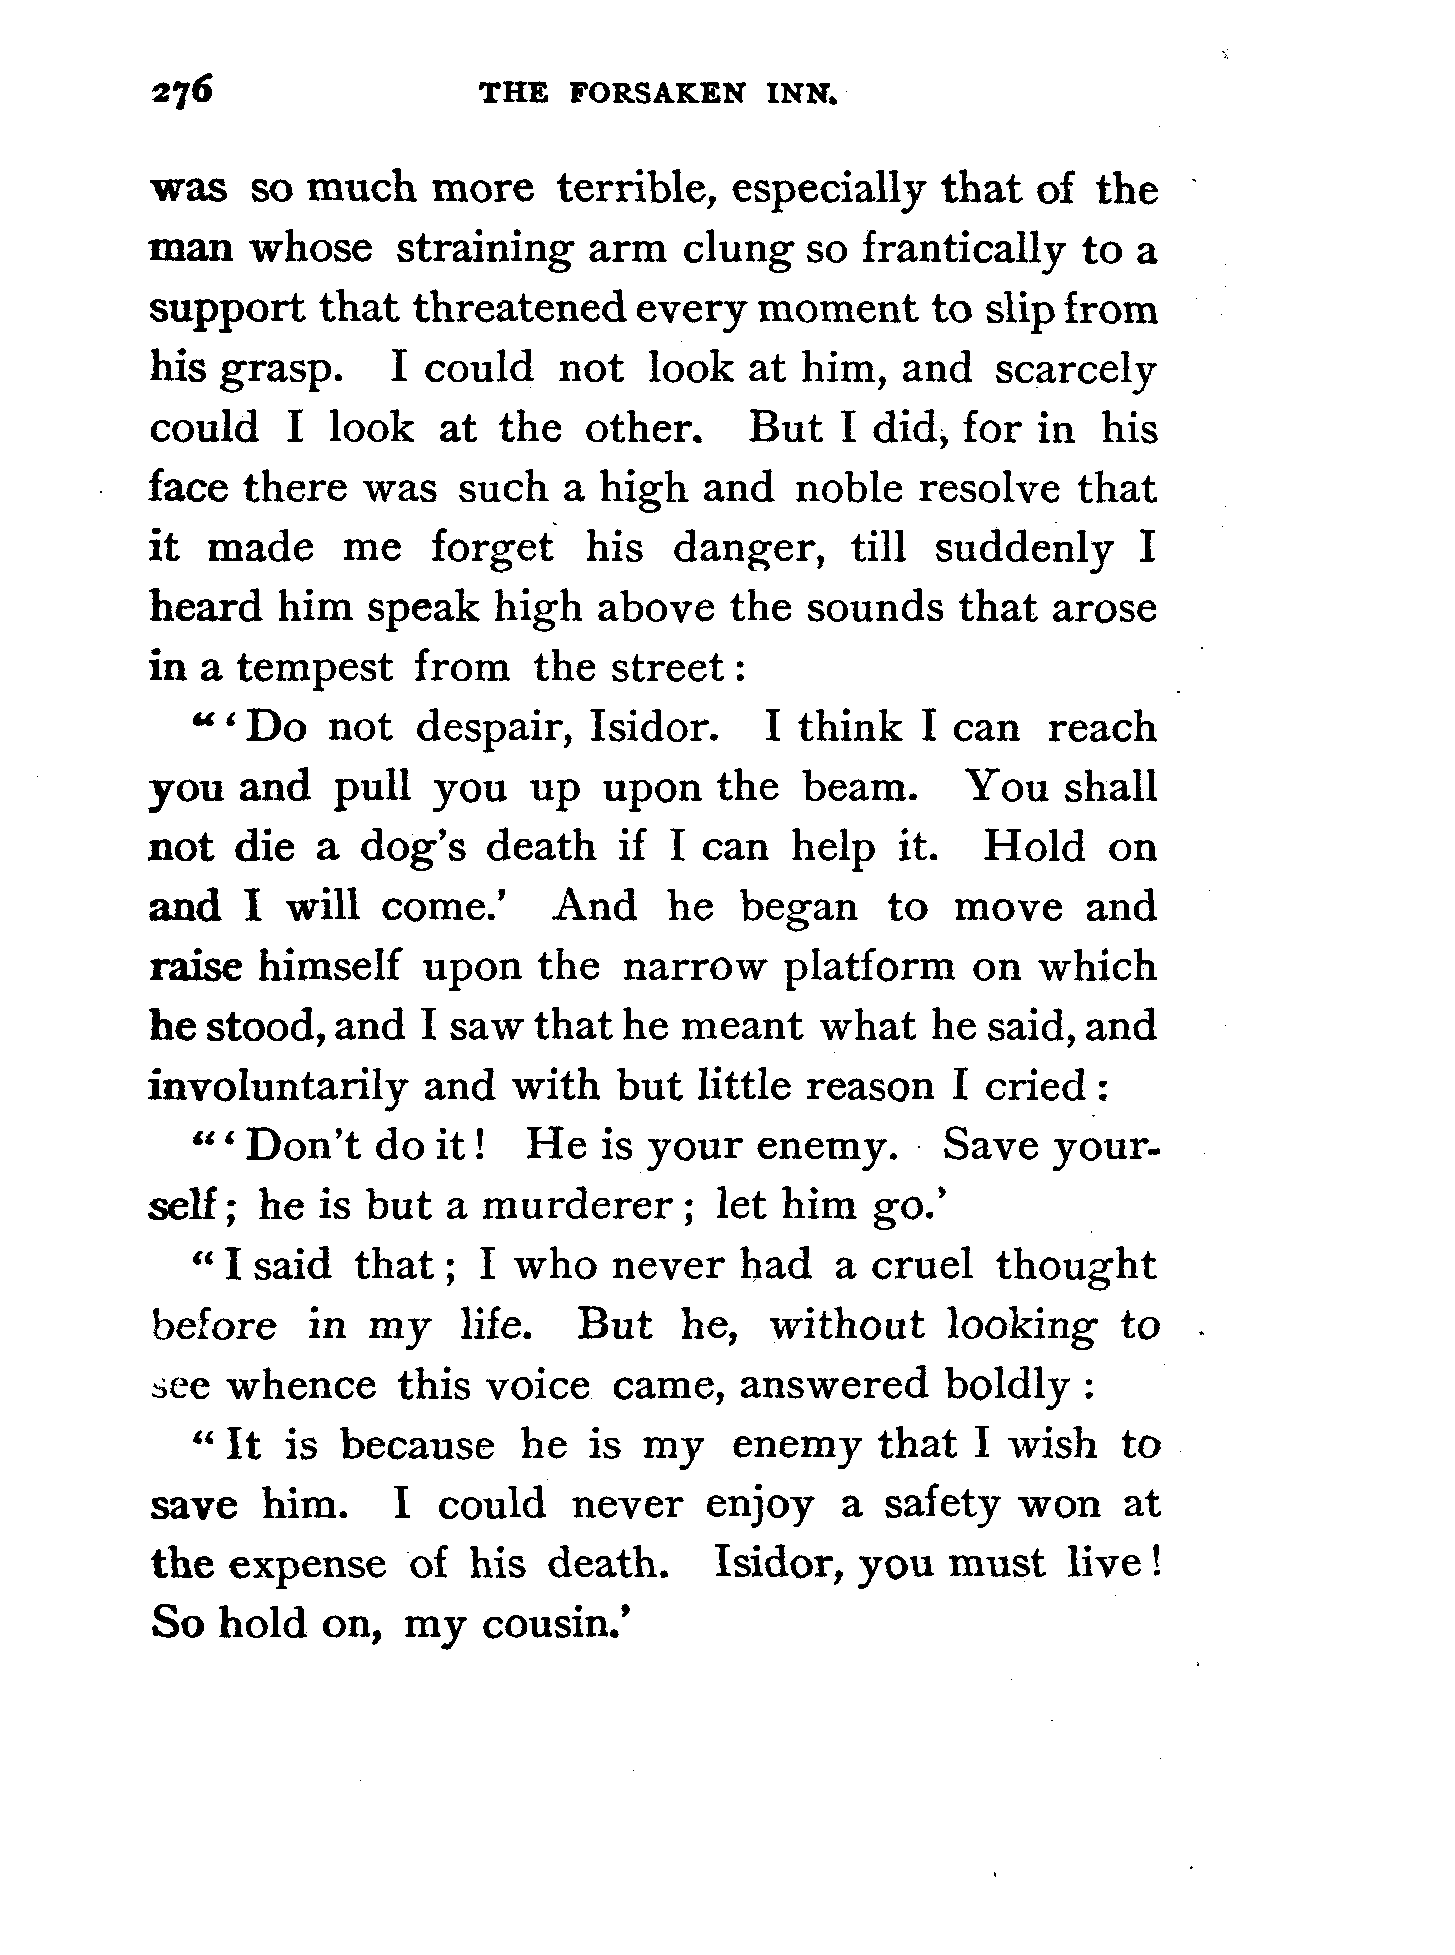 276 THE FORSAKEN INN.
was so much more terrible, especially that of the
man whose straining arm clung so frantically to a
support that threatened every moment to slip from
his grasp. I could not look at him, and scarcely
could I look at the other. But I did, for in his
face there was such a high and noble resolve that
it made me forget his danger, till suddenly I
heard him speak high above the sounds that arose
in a tempest from the street :
“ ‘ Do not despair, Isidor. I think I can reach
you and pull you up upon the beam. You shall
not die a dog’s death if I can help it. Hold on
and I will come.’ And he began to move and
raise himself upon the narrow platform on which
he stood, and I saw that he meant what he said, and
involuntarily and with but little reason I cried :
“ ‘ Don’t do it ! He is your enemy. Save your-
self ; he is but a murderer ; let him go.’
“ I said that ; I who never had a cruel thought
before in my life. But he, without looking to
see whence this voice came, answered boldly :
“ It is because he is my enemy that I wish to
save him. I could never enjoy a safety won at
the expense of his death. Isidor, you must live !
So hold on, my cousin.’